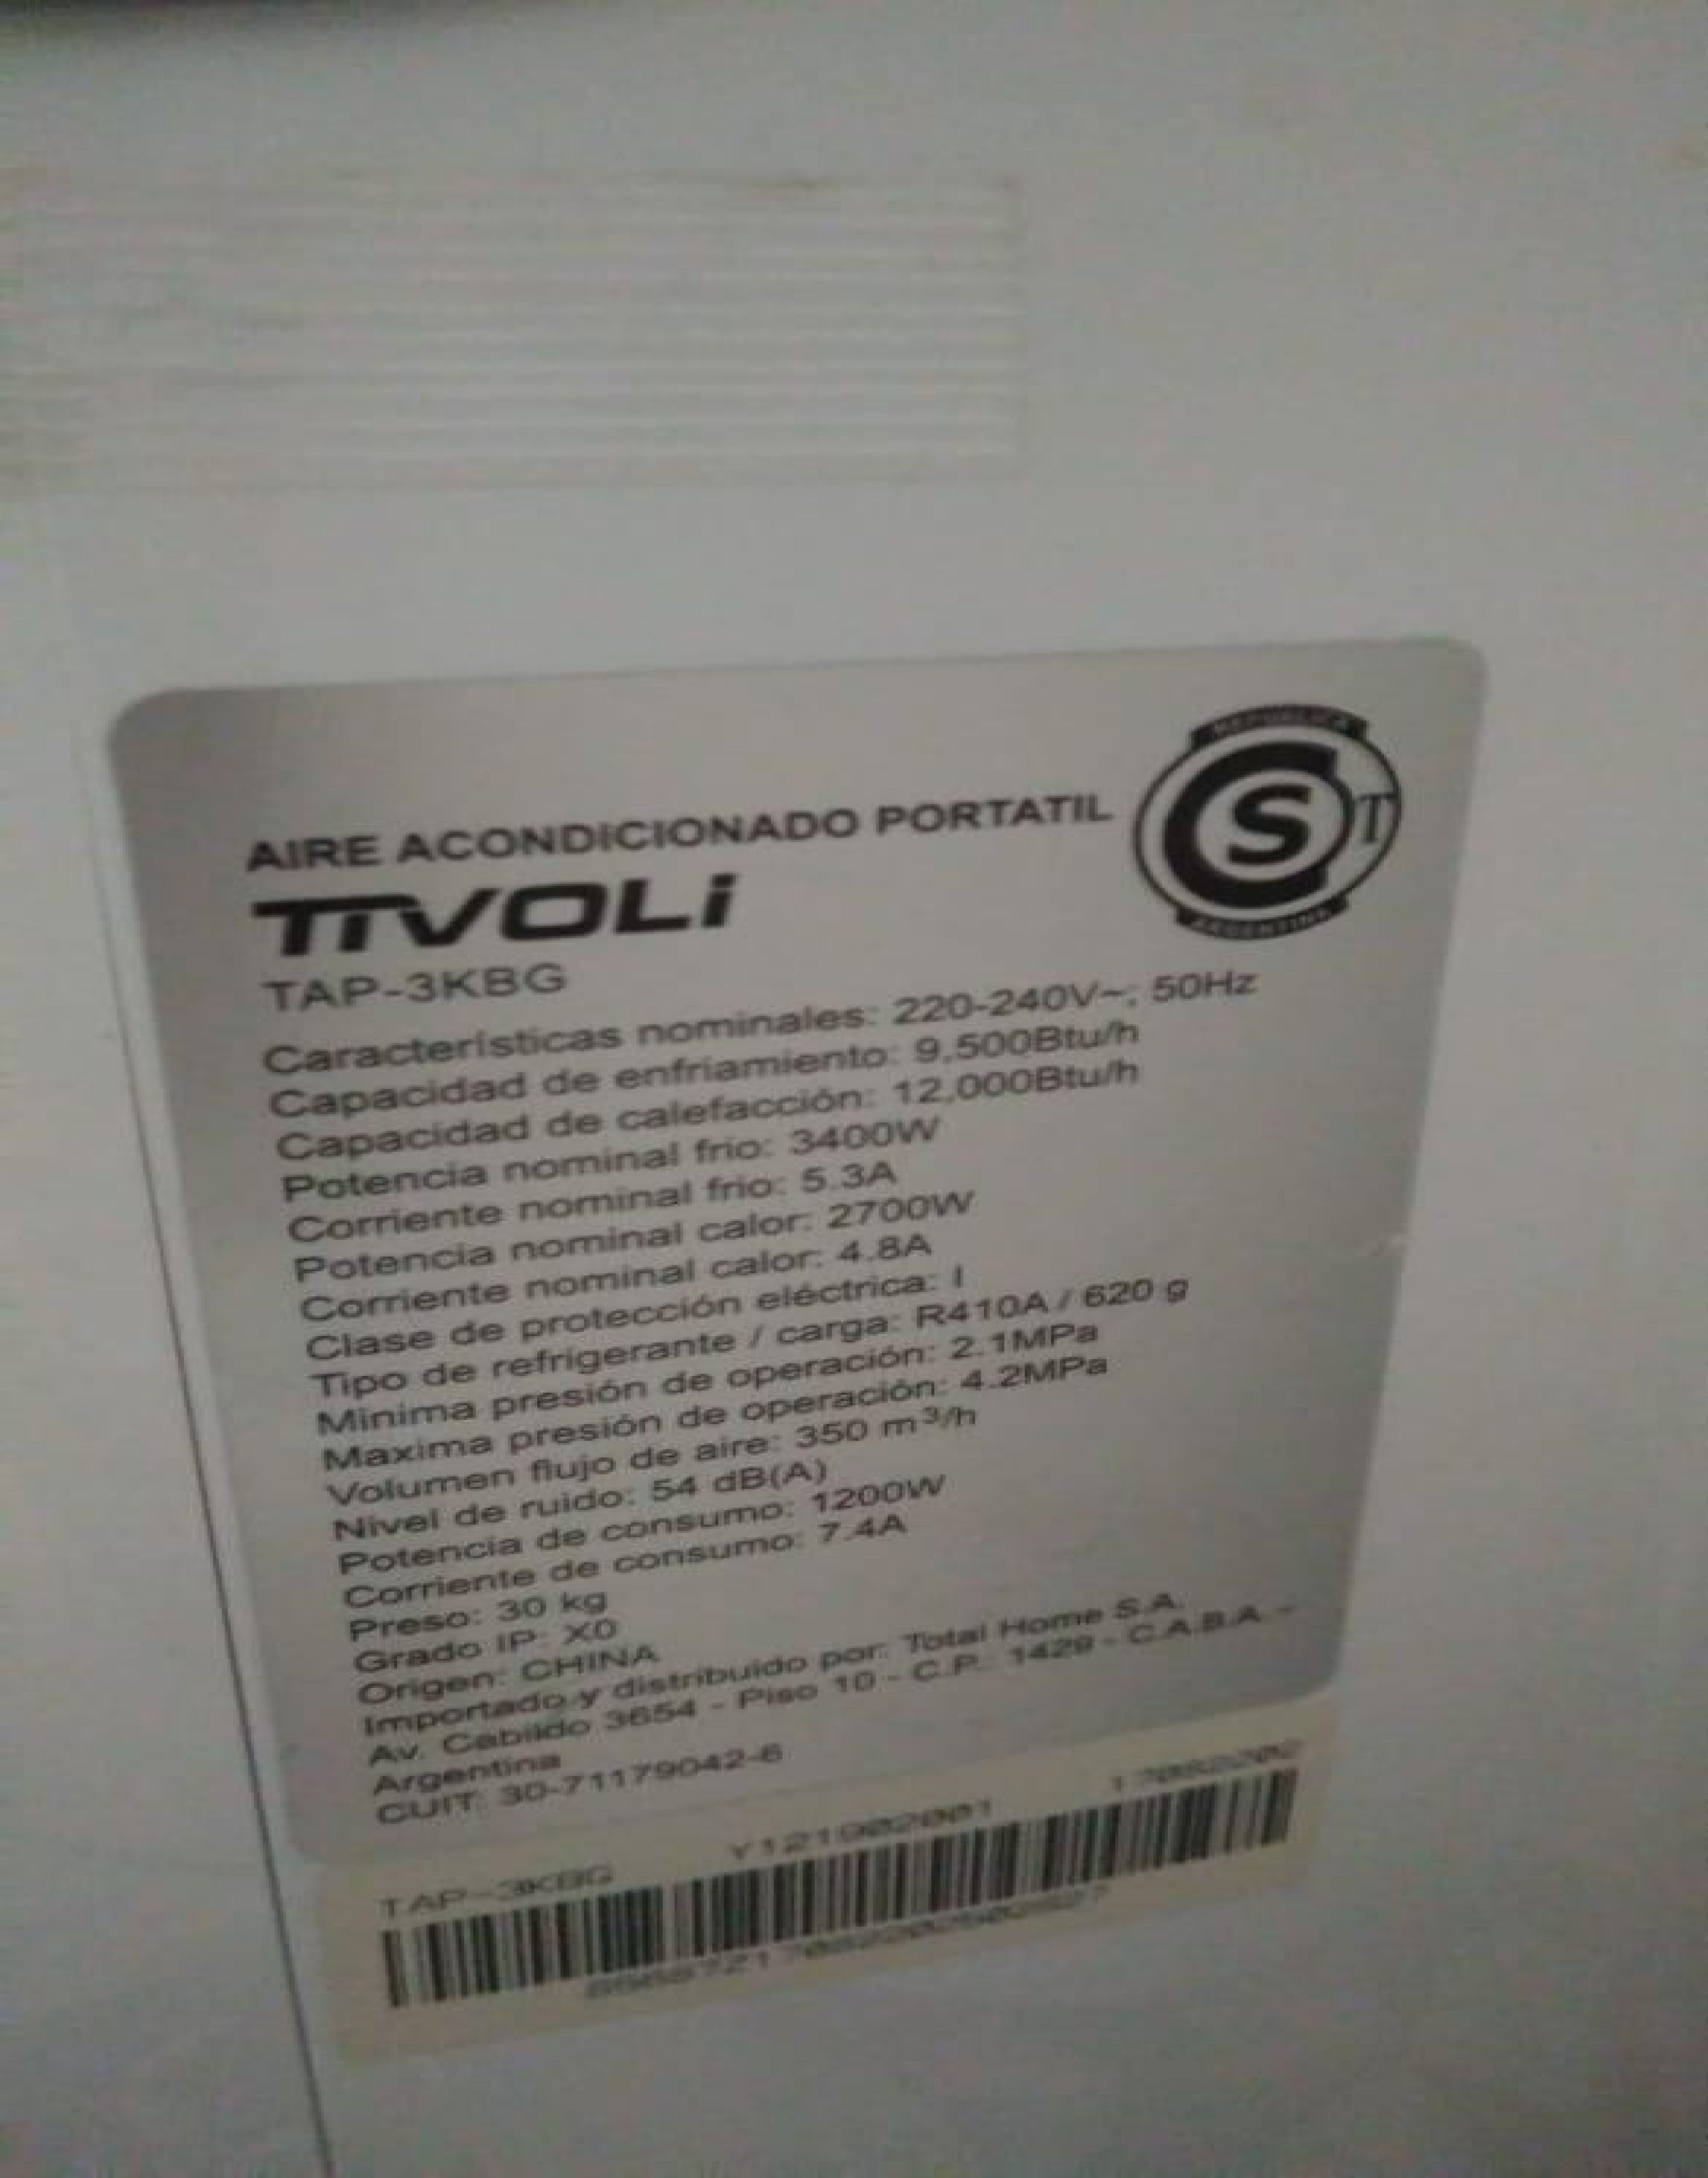 REPUBLICA
CS T
ARGENTINA
AIRE ACONDICIONADO PORTATIL
TIVOLi
TAP-3KBG
Características nominales: 220-240V~, 50Hz
Capacidad de enfriamiento: 9,500Btu/h
Capacidad de calefacción: 12,000Btu/h
Potencia nominal frio: 3400W
Corriente nominal frio: 5.3A
Potencia nominal calor: 2700W
Corriente nominal calor: 4.8A
Clase de protección eléctrica: I
Tipo de refrigerante / carga: R410A / 620 g
Minima presión de operación: 2.1MPa
Maxima presión de operación: 4.2MPa
Volumen flujo de aire: 350 m³/h
Nivel de ruido: 54 dB(A)
Potencia de consumo: 1200W
Corriente de consumo: 7.4A
Preso: 30 kg
Grado IP: X0
Origen: CHINA
Importado y distribuido por: Total Home S.A.
Av. Cabildo 3654 - Piso 10 - C.P.: 1429 - C.A.B.A. -
Argentina
CUIT: 30-71179042-6
TAP-3KBG Y121902001